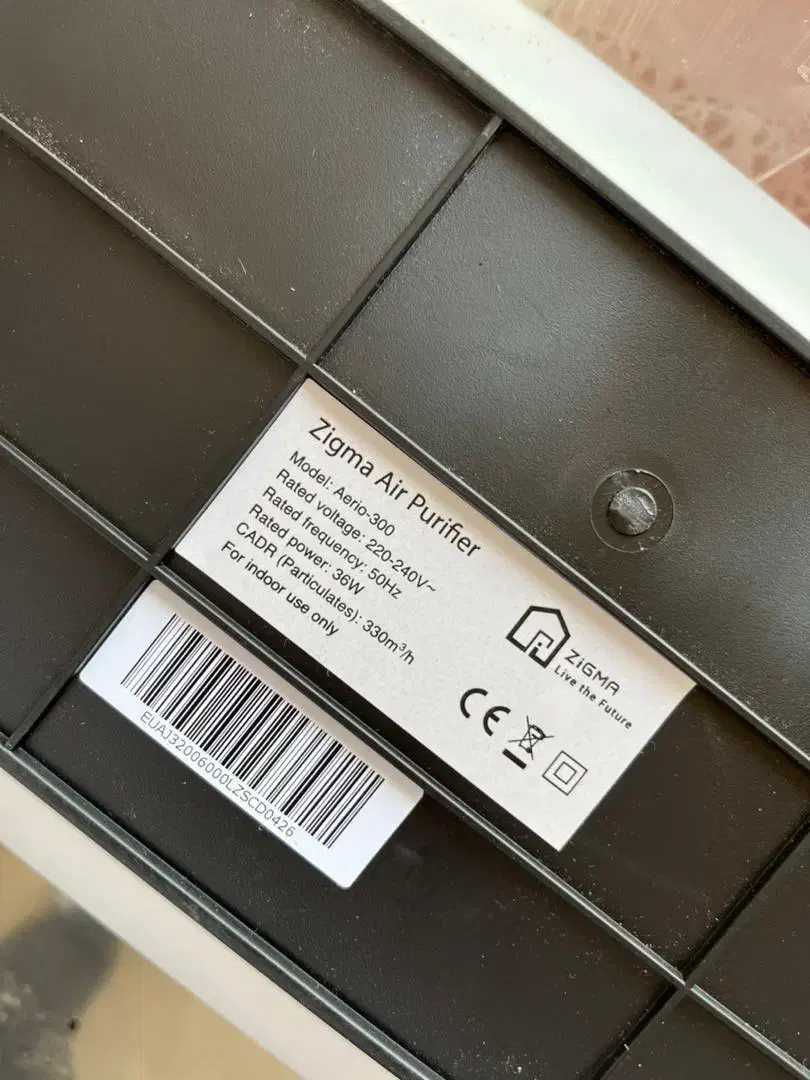 Zigma Air Purifier
Model: Aerio-300
Rated voltage: 220-240V~
Rated frequency: 50Hz
Rated power: 36W
CADR (Particulates): 330m³/h
For indoor use only
ZiGMA
Live the Future
CE
EUAJ32006000LZSCD0426